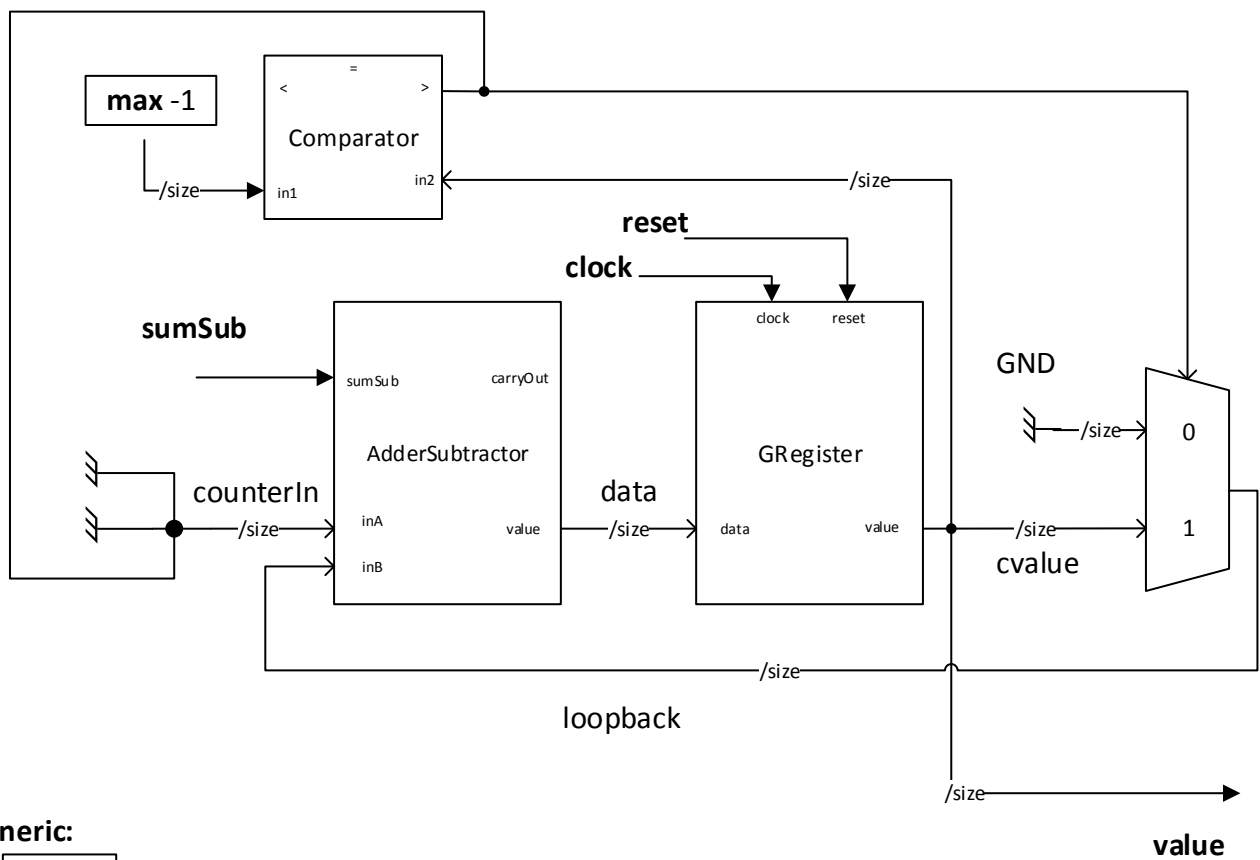 =
< >
max -1
Comparator
/size
in1
in2
/size
reset
clock
clock reset
sumSub
sumSub
carryOut
GND
/size
0
AdderSubtractor
GRegister
counterIn
data
/size
inA
value
/size
data
value
/size
1
inB
cvalue
/size
loopback
/size
neric:
value